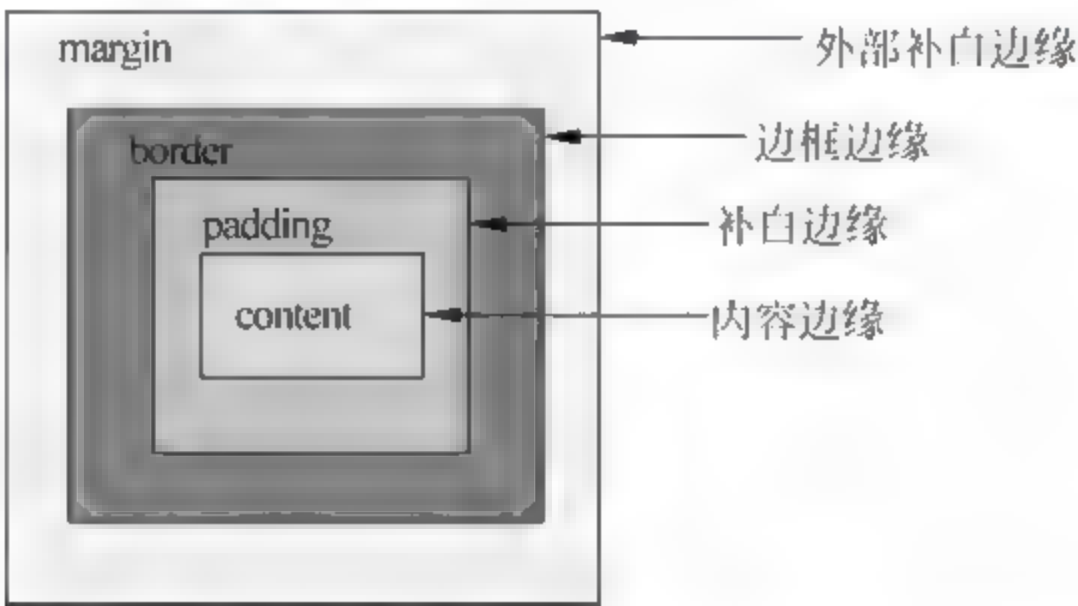 margin
外部补白边缘
border
边框边缘
padding
补白边缘
content
内容边缘